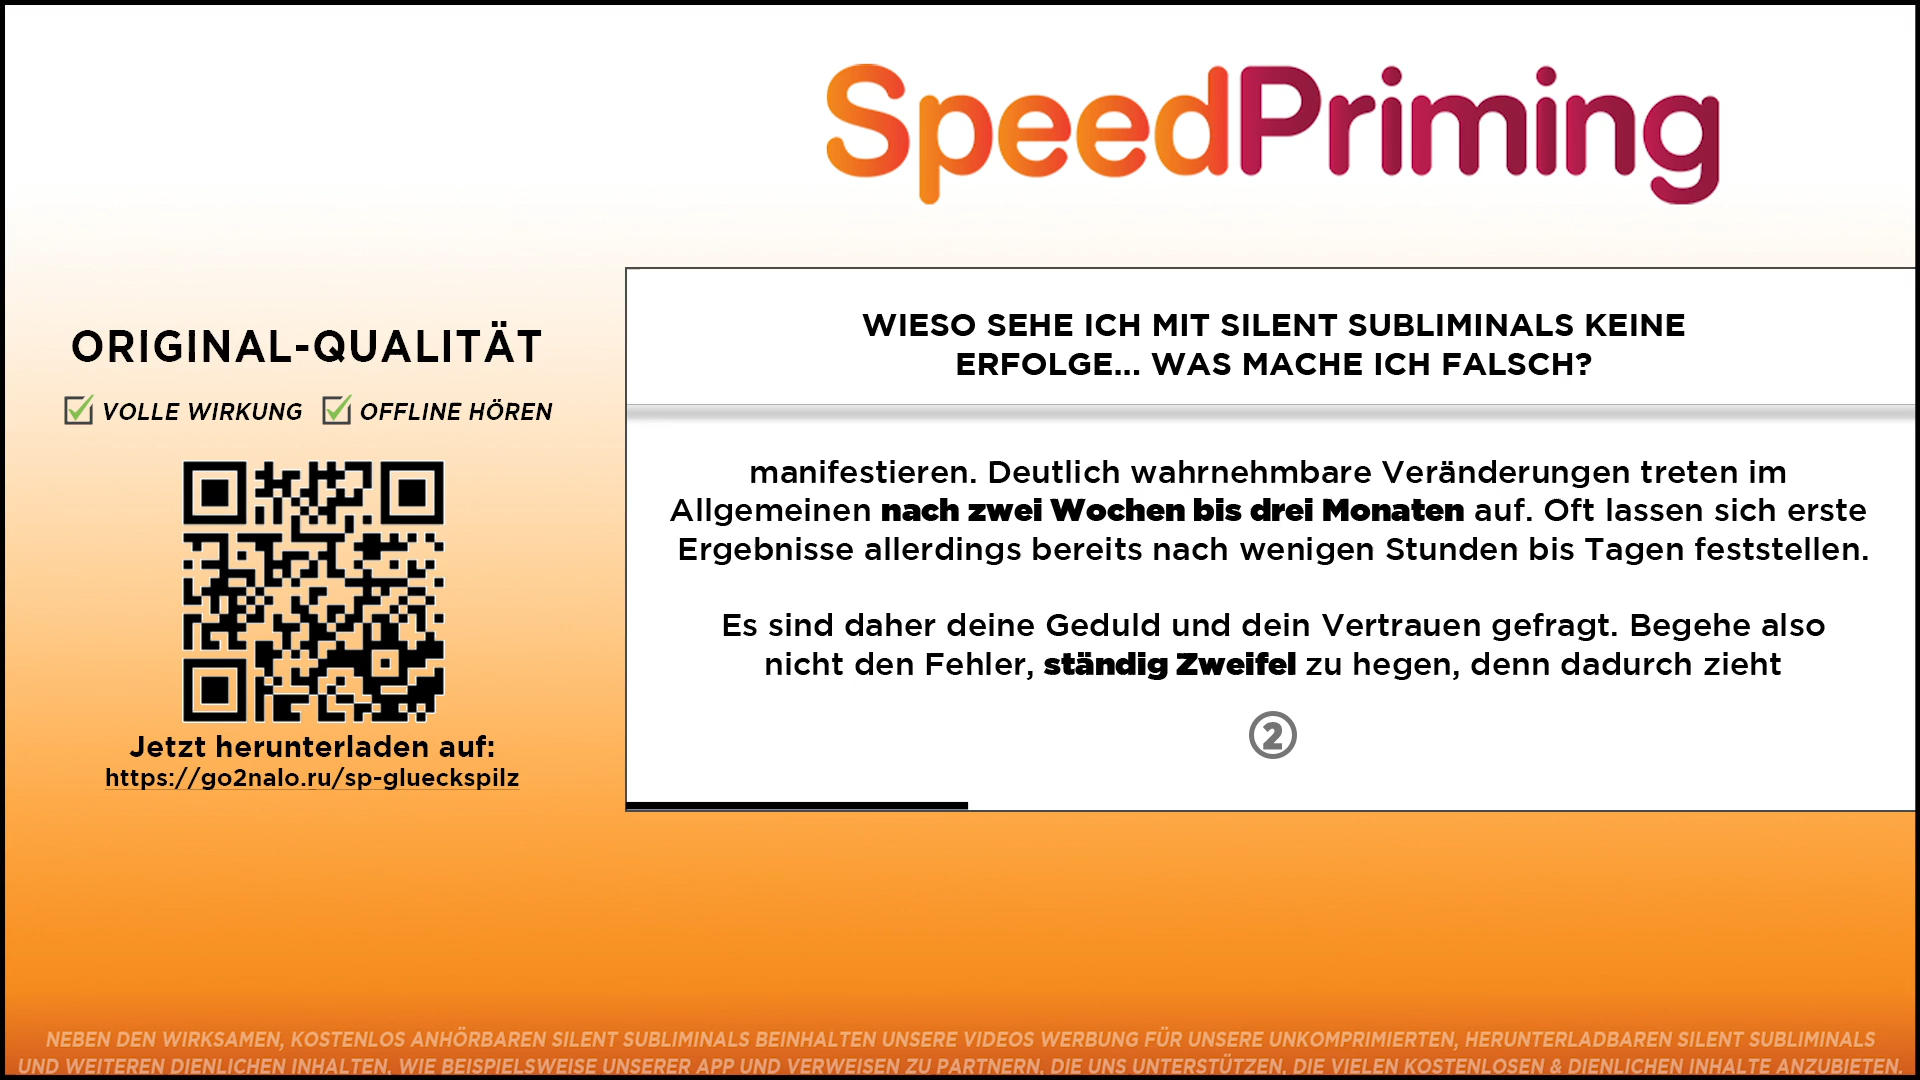 SpeedPriming
ORIGINAL-QUALITÄT
VOLLE WIRKUNG OFFLINE HÖREN
Jetzt herunterladen auf:
https://go2nalo.ru/sp-glueckspilz
WIESO SEHE ICH MIT SILENT SUBLIMINALS KEINE
ERFOLGE... WAS MACHE ICH FALSCH?
manifestieren. Deutlich wahrnehmbare Veränderungen treten im
Allgemeinen nach zwei Wochen bis drei Monaten auf. Oft lassen sich erste
Ergebnisse allerdings bereits nach wenigen Stunden bis Tagen feststellen.
Es sind daher deine Geduld und dein Vertrauen gefragt. Begehe also
nicht den Fehler, ständig Zweifel zu hegen, denn dadurch zieht
2
NEBEN DEN WIRKSAMEN, KOSTENLOS ANHÖRBAREN SILENT SUBLIMINALS BEINHALTEN UNSERE VIDEOS WERBUNG FÜR UNSERE UNKOMPRIMIERTEN, HERUNTERLADBAREN SILENT SUBLIMINALS
UND WEITEREN DIENLICHEN INHALTEN, WIE BEISPIELSWEISE UNSERER APP UND VERWEISEN ZU PARTNERN, DIE UNS UNTERSTÜTZEN, DIE VIELEN KOSTENLOSEN & DIENLICHEN INHALTE ANZUBIETEN.